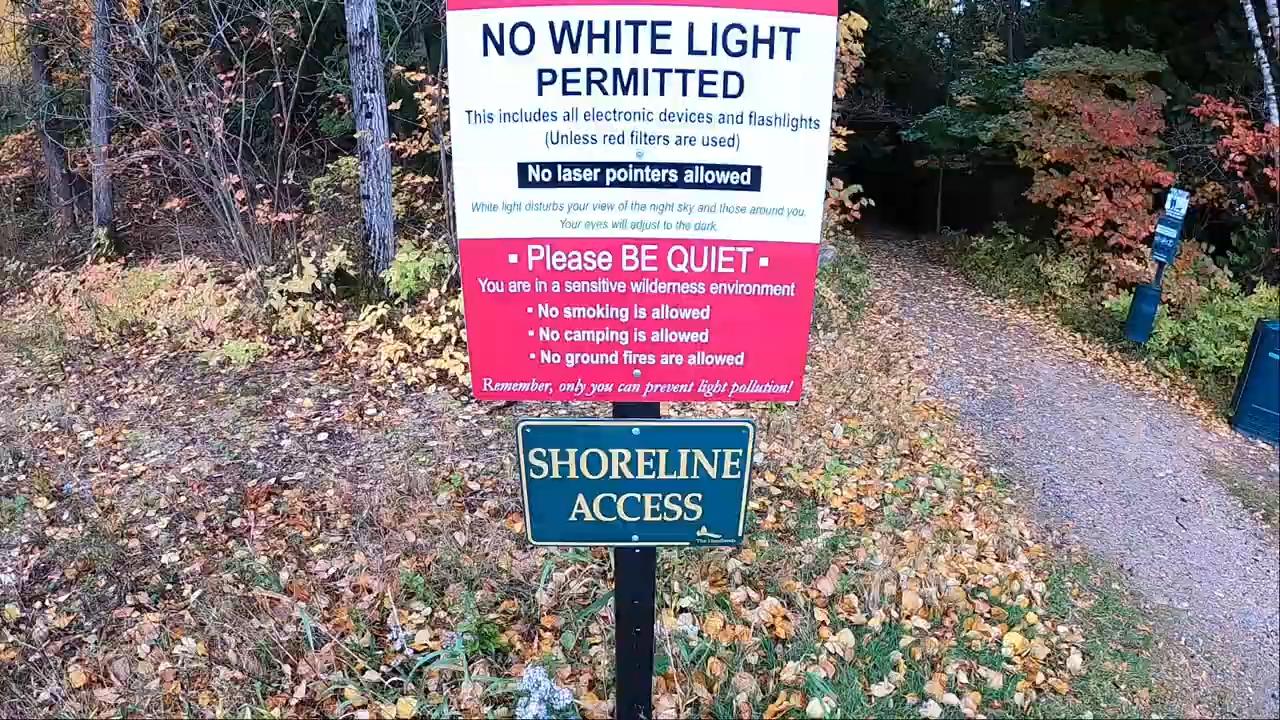 NO WHITE LIGHT
PERMITTED
This includes all electronic devices and flashlights
(Unless red filters are used)
No laser pointers allowed
White light disturbs your view of the night sky and those around you.
Your eyes will adjust to the dark.
▪ Please BE QUIET ▪
You are in a sensitive wilderness environment
▪ No smoking is allowed
▪ No camping is allowed
▪ No ground fires are allowed
Remember, only you can prevent light pollution!
SHORELINE
ACCESS
The Headlands